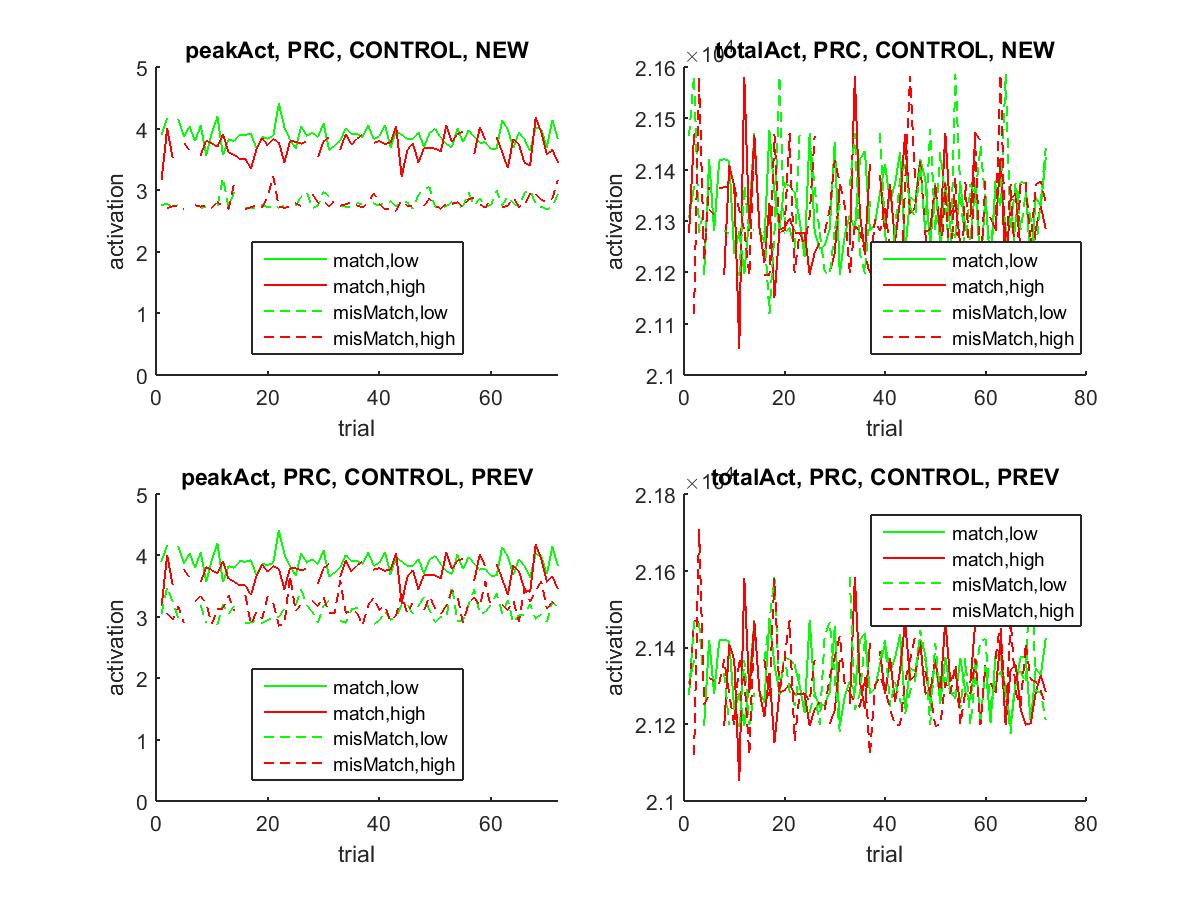 peakAct, PRC, CONTROL, NEW
5
4
3
2
1
0
activation
match,low
match,high
misMatch,low
misMatch,high
0 20 40 60
trial
×10⁴
totalAct, PRC, CONTROL, NEW
2.16
2.15
2.14
2.13
2.12
2.11
2.1
activation
match,low
match,high
misMatch,low
misMatch,high
0 20 40 60 80
trial
peakAct, PRC, CONTROL, PREV
5
4
3
2
1
0
activation
match,low
match,high
misMatch,low
misMatch,high
0 20 40 60
trial
×10⁴
totalAct, PRC, CONTROL, PREV
2.18
2.16
2.14
2.12
2.1
activation
match,low
match,high
misMatch,low
misMatch,high
0 20 40 60 80
trial